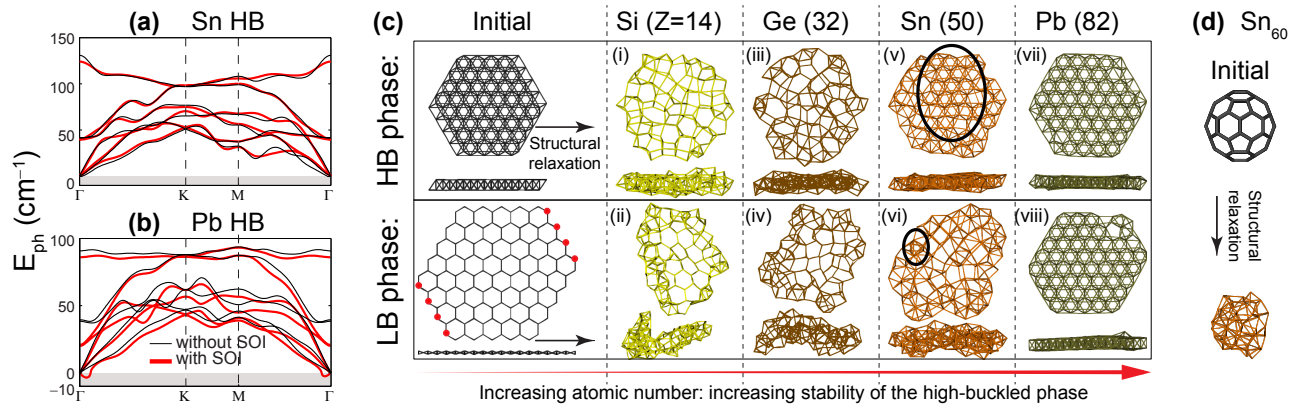 (a) Sn HB
150
100
50
0
Γ K M Γ
(b) Pb HB
100
50
0
−10
Γ K M Γ
E_ph (cm⁻¹)
without SOI
with SOI
(c) Initial Si (Z=14) Ge (32) Sn (50) Pb (82)
HB phase:
Structural
relaxation
(i) (iii) (v) (vii)
LB phase:
(ii) (iv) (vi) (viii)
Increasing atomic number: increasing stability of the high-buckled phase
(d) Sn₆₀
Initial
Structural
relaxation